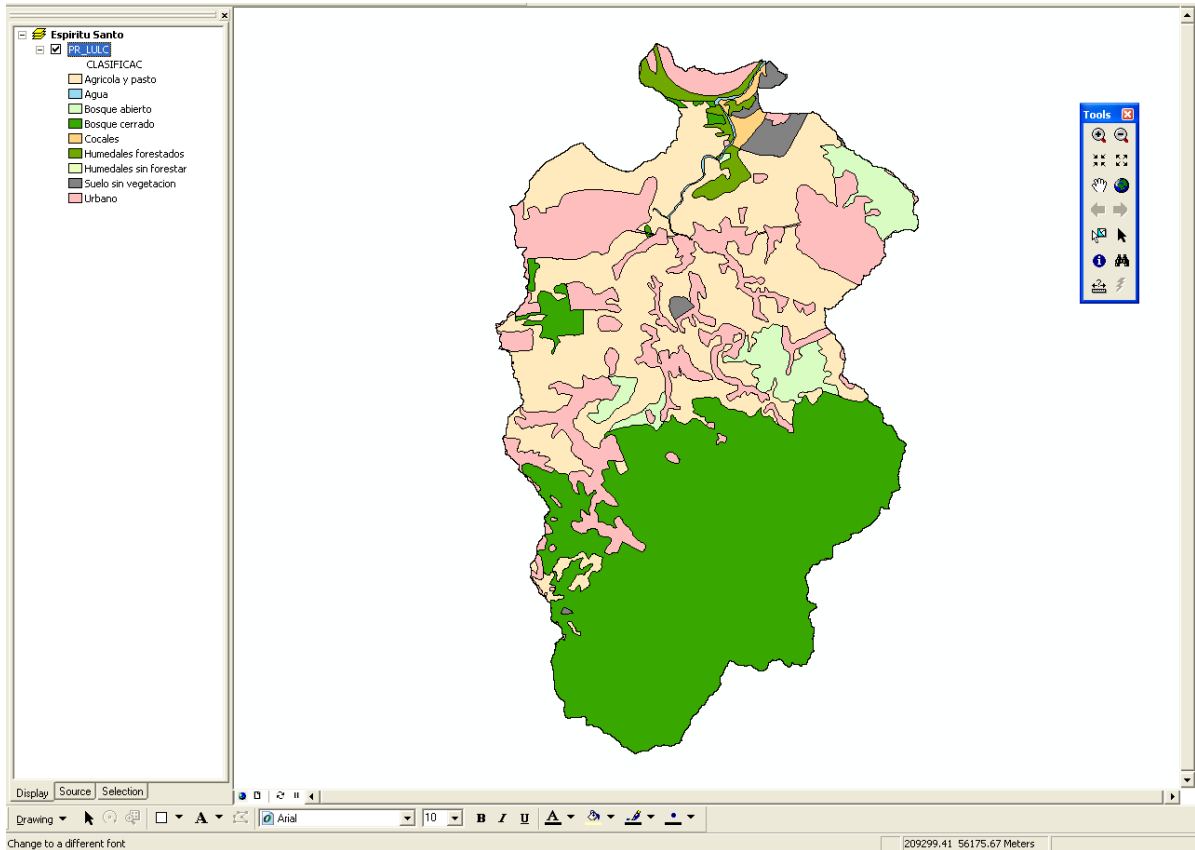 Espiritu Santo
PR_LULC
CLASIFICAC
Agricola y pasto
Agua
Bosque abierto
Bosque cerrado
Cocales
Humedales forestados
Humedales sin forestar
Suelo sin vegetacion
Urbano
Tools
Display Source Selection
Drawing A Arial 10 B I U A
Change to a different font 209299.41 56175.67 Meters